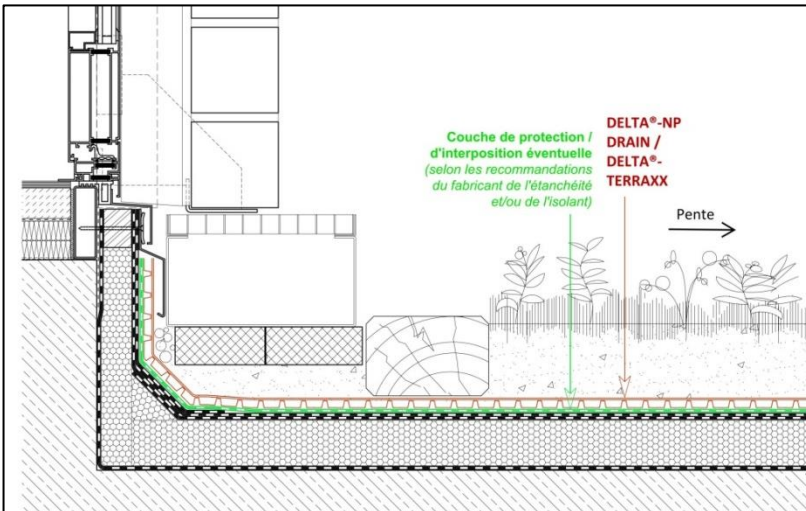 Couche de protection /
d'interposition éventuelle
(selon les recommandations
du fabricant de l'étanchéité
et/ou de l'isolant)
DELTA®-NP
DRAIN /
DELTA®-
TERRAXX
Pente